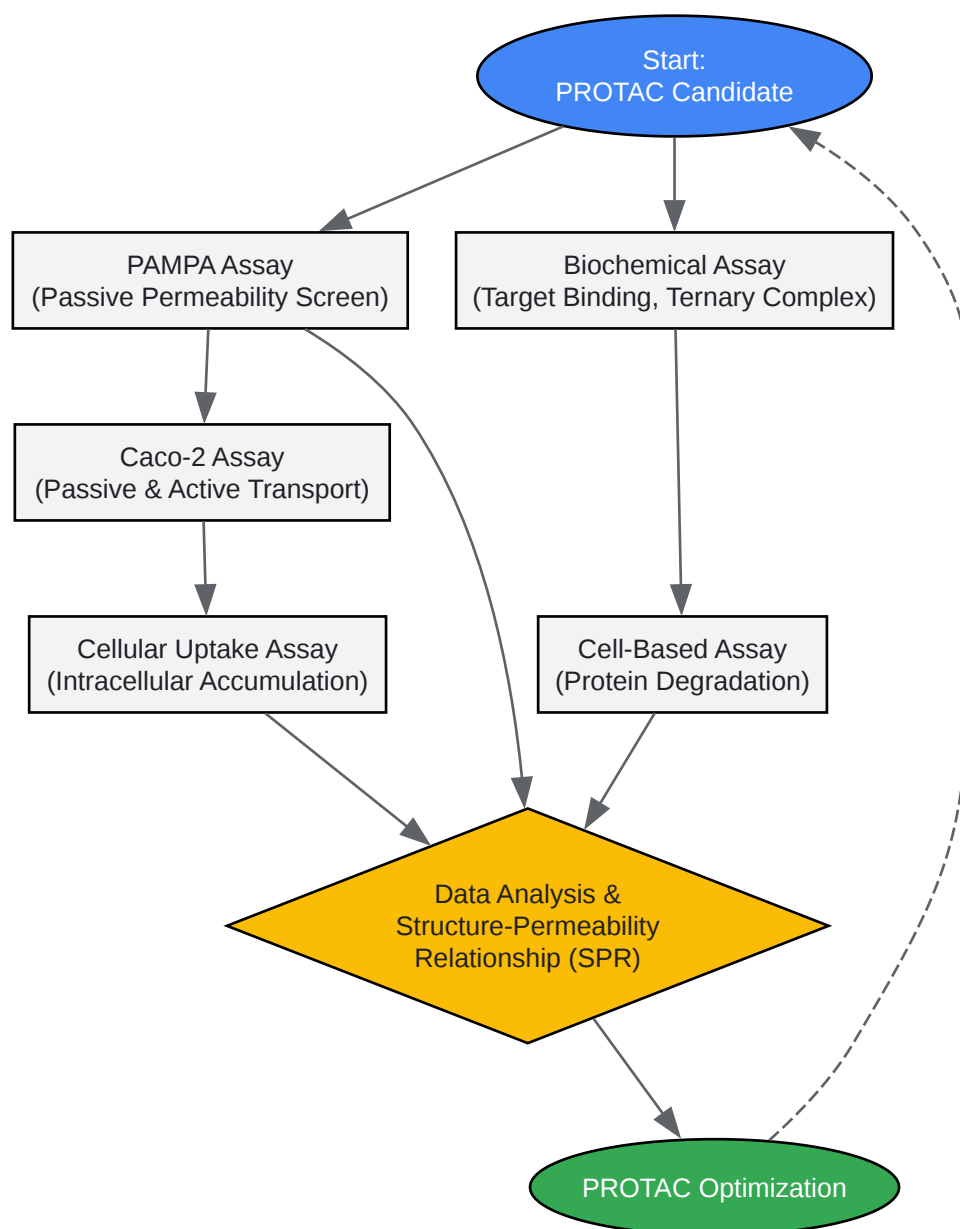 Start:
PROTAC Candidate
PAMPA Assay
(Passive Permeability Screen)
Biochemical Assay
(Target Binding, Ternary Complex)
Caco-2 Assay
(Passive & Active Transport)
Cellular Uptake Assay
(Intracellular Accumulation)
Cell-Based Assay
(Protein Degradation)
Data Analysis &
Structure-Permeability
Relationship (SPR)
PROTAC Optimization